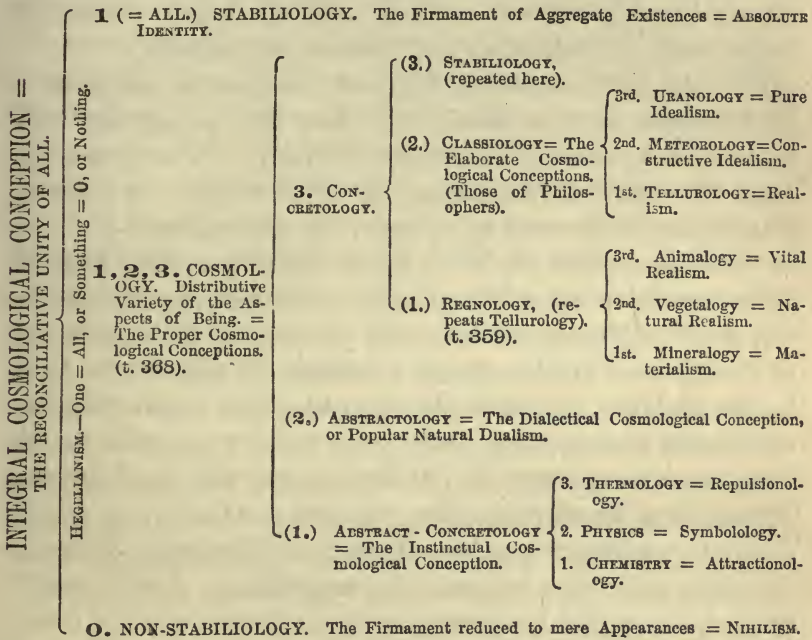 INTEGRAL COSMOLOGICAL CONCEPTION =
THE RECONCILIATIVE UNITY OF ALL.
HEGELIANISM.—One = All, or Something = 0, or Nothing.
1 (= ALL.) STABILIOLOGY. The Firmament of Aggregate Existences = ABSOLUTE
IDENTITY.
1, 2, 3. COSMOL-
OGY. Distributive
Variety of the As-
pects of Being. =
The Proper Cosmo-
logical Conceptions.
(t. 368).
3. CON-
CRETOLOGY.
(3.) STABILIOLOGY,
(repeated here).
(2.) CLASSIOLOGY= The
Elaborate Cosmo-
logical Conceptions.
(Those of Philos-
ophers).
3rd. URANOLOGY = Pure
Idealism.
2nd. METEOROLOGY=Con-
structive Idealism.
1st. TELLUROLOGY=Real-
ism.
(1.) REGNOLOGY, (re-
peats Tellurology).
(t. 359).
3rd. Animalogy = Vital
Realism.
2nd. Vegetalogy = Na-
tural Realism.
1st. Mineralogy = Ma-
terialism.
(2.) ABSTRACTOLOGY = The Dialectical Cosmological Conception,
or Popular Natural Dualism.
(1.) ABSTRACT-CONCRETOLOGY
= The Instinctual Cos-
mological Conception.
3. THERMOLOGY = Repulsionol-
ogy.
2. PHYSICS = Symbolology.
1. CHEMISTRY = Attractionol-
ogy.
0. NON-STABILIOLOGY. The Firmament reduced to mere Appearances = NIHILISM.